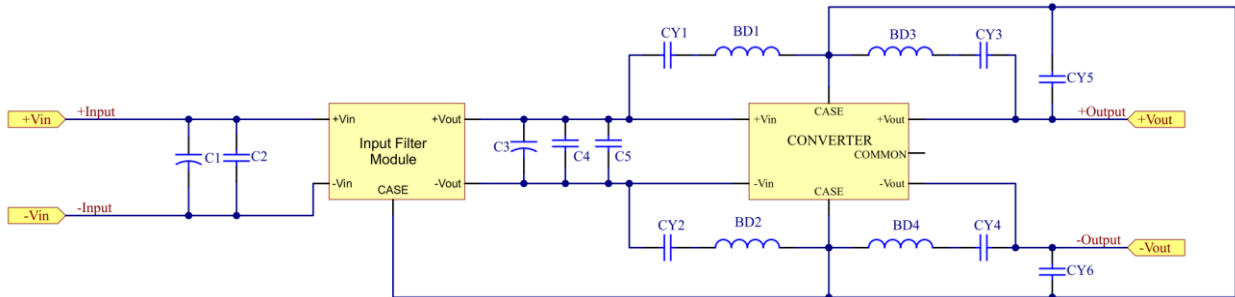 CY1
BD1
BD3
CY3
CY5
+Vin
+Input
C1
C2
+Vin
+Vout
Input Filter
Module
-Vin
-Vout
CASE
C3
C4
C5
CASE
+Vin
+Vout
CONVERTER
COMMON
-Vin
-Vout
CASE
+Output
+Vout
-Vin
-Input
CY2
BD2
BD4
CY4
-Output
-Vout
CY6